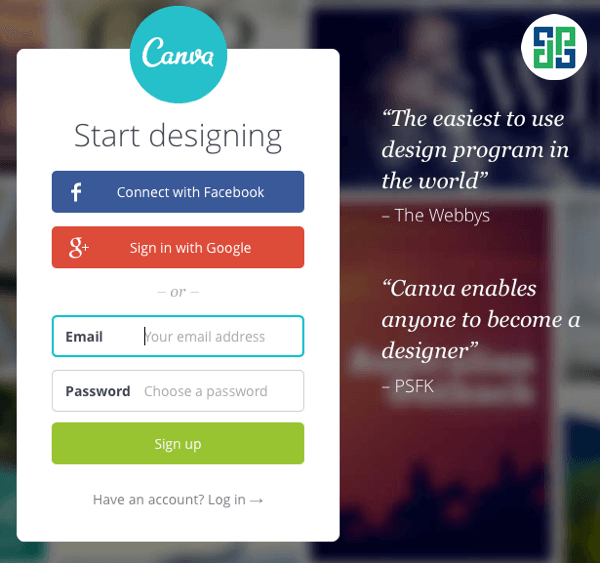 Canva
Start designing
f Connect with Facebook
g+ Sign in with Google
– or –
Email Your email address
Password Choose a password
Sign up
Have an account? Log in →
“The easiest to use
design program in
the world”
– The Webbys
“Canva enables
anyone to become a
designer”
– PSFK